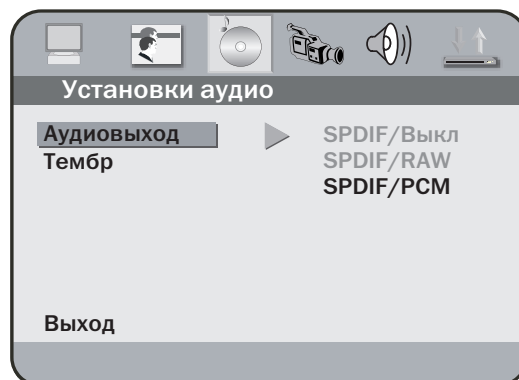 Установки аудио
Аудиовыход
Тембр
SPDIF/Выкл
SPDIF/RAW
SPDIF/PCM
Выход